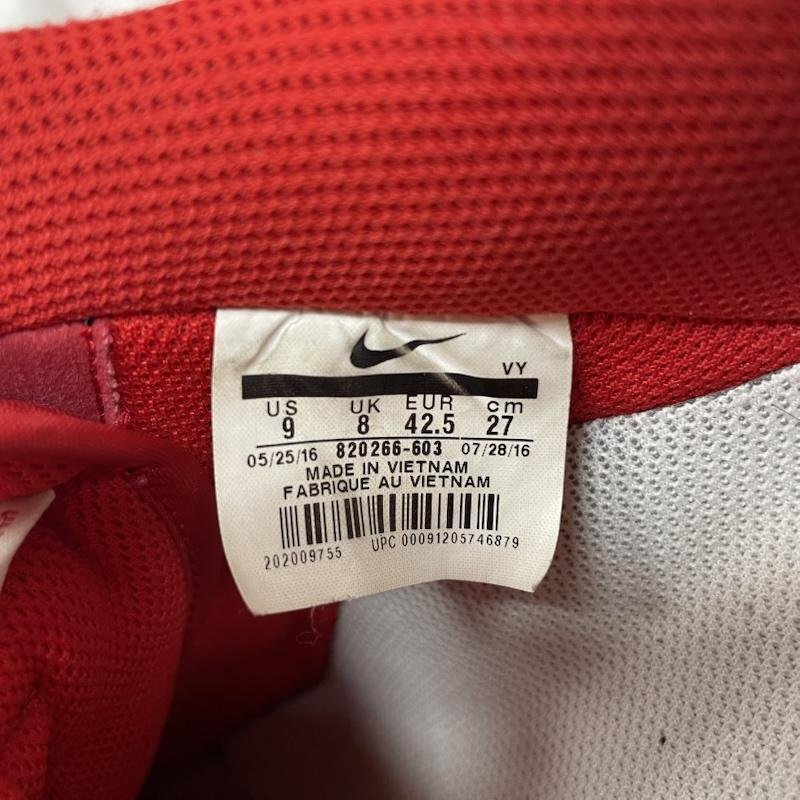 VY
US UK EUR cm
9 8 42.5 27
05/25/16 820266-603 07/28/16
MADE IN VIETNAM
FABRIQUE AU VIETNAM
202009755 UPC 00091205746879